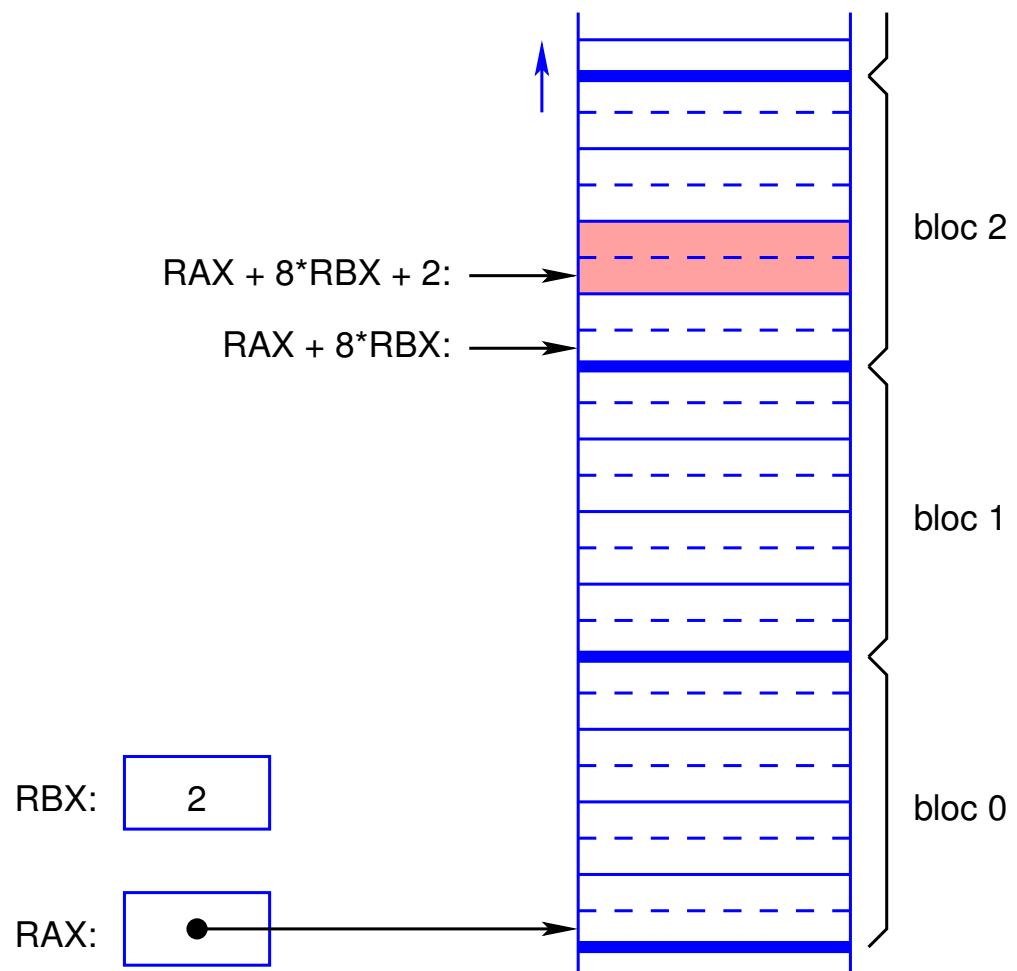 bloc 2
RAX + 8*RBX + 2:
RAX + 8*RBX:
bloc 1
RBX:
2
bloc 0
RAX: